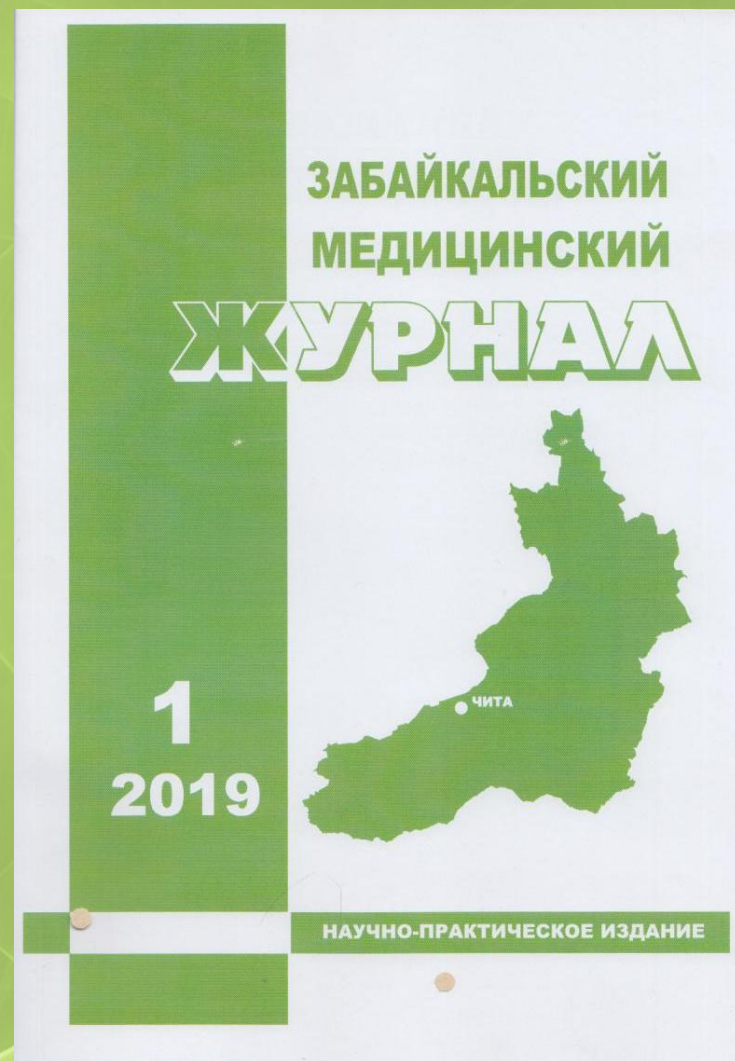 ЗАБАЙКАЛЬСКИЙ
МЕДИЦИНСКИЙ
ЖУРНАЛ
ЧИТА
1
2019
НАУЧНО-ПРАКТИЧЕСКОЕ ИЗДАНИЕ